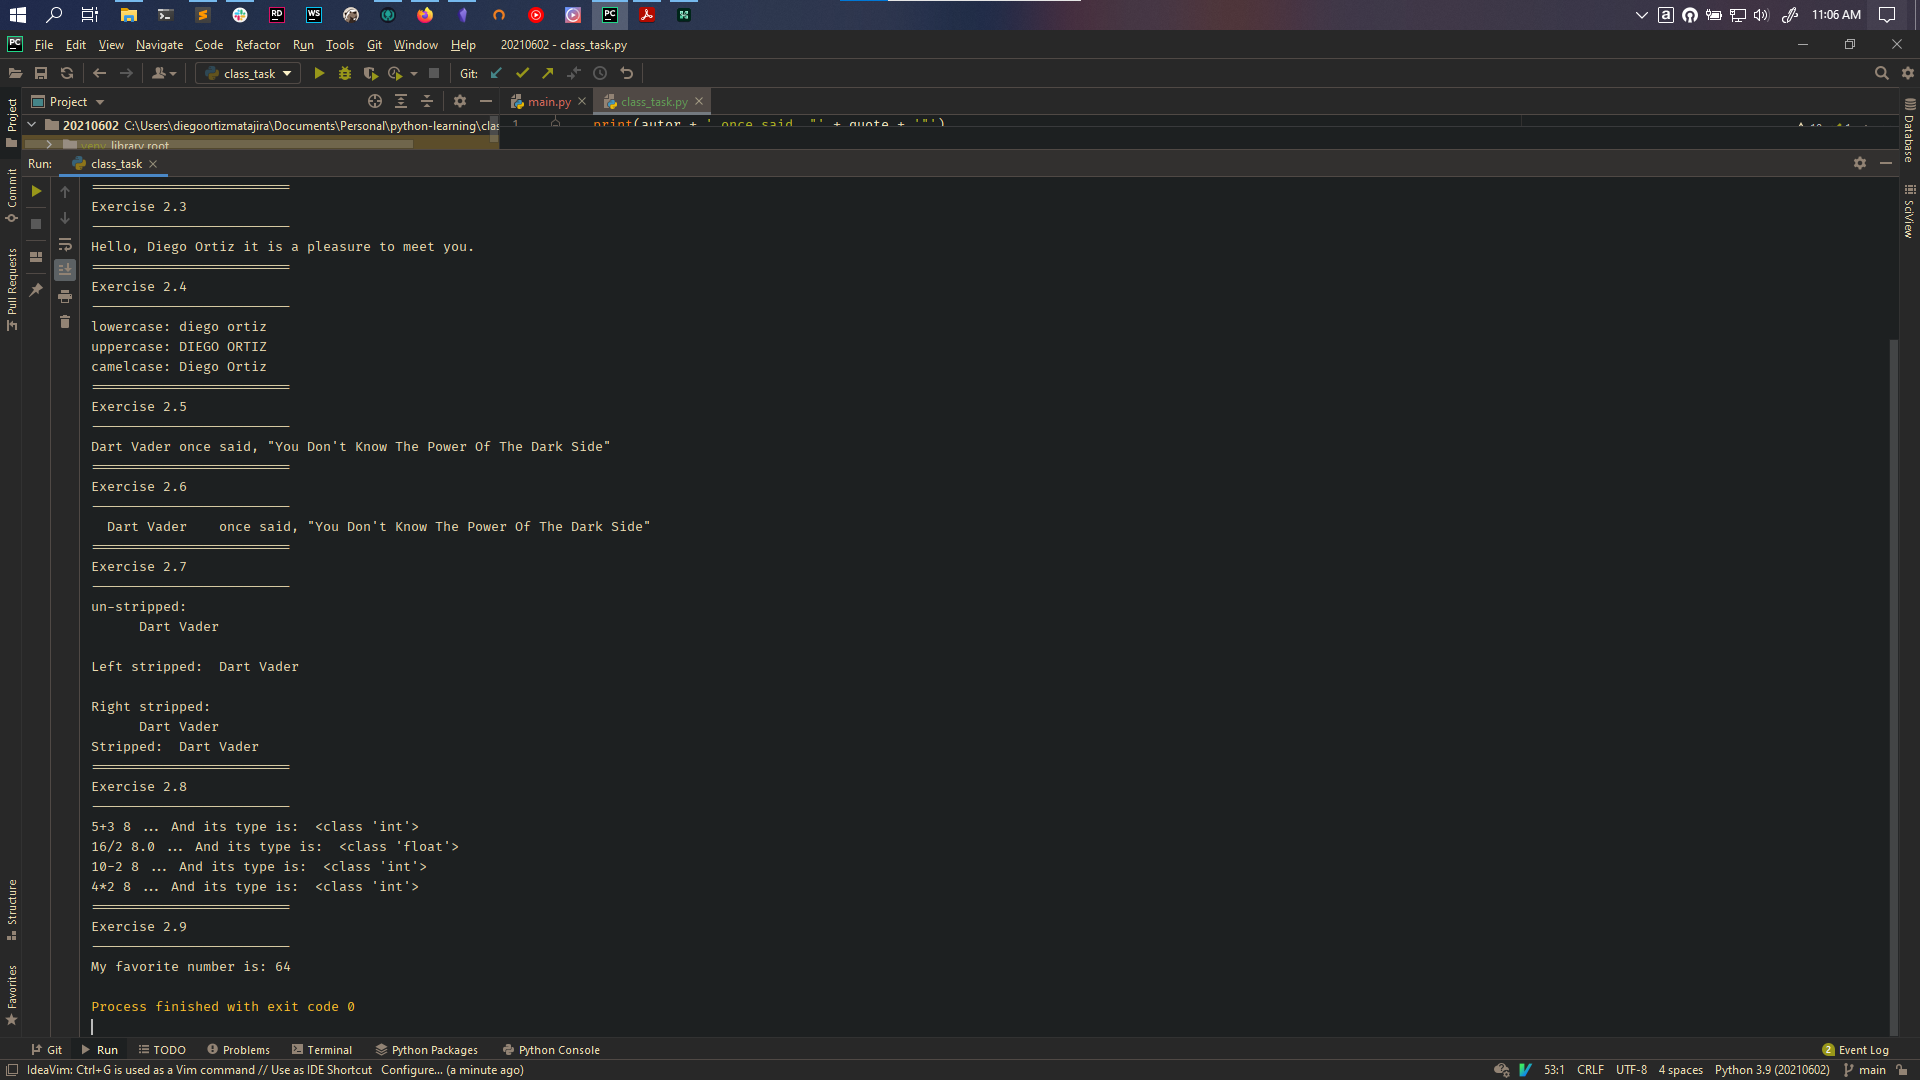 11:06 AM
File Edit View Navigate Code Refactor Run Tools Git Window Help 20210602 - class_task.py
class_task Git:
Project main.py class_task.py
20210602 C:\Users\diegoortizmatajira\Documents\Personal\python-learning\clas
1 print(autor + ' once said, "' + quote + '"')
venv library root
Run: class_task
Project
Commit
Pull Requests
Structure
Favorites
Database
SciView
=========================
Exercise 2.3
-------------------------
Hello, Diego Ortiz it is a pleasure to meet you.
=========================
Exercise 2.4
-------------------------
lowercase: diego ortiz
uppercase: DIEGO ORTIZ
camelcase: Diego Ortiz
=========================
Exercise 2.5
-------------------------
Dart Vader once said, "You Don't Know The Power Of The Dark Side"
=========================
Exercise 2.6
-------------------------
  Dart Vader    once said, "You Don't Know The Power Of The Dark Side"
=========================
Exercise 2.7
-------------------------
un-stripped:
      Dart Vader
Left stripped:  Dart Vader
Right stripped:
      Dart Vader
Stripped:  Dart Vader
=========================
Exercise 2.8
-------------------------
5+3 8 ... And its type is:  <class 'int'>
16/2 8.0 ... And its type is:  <class 'float'>
10-2 8 ... And its type is:  <class 'int'>
4*2 8 ... And its type is:  <class 'int'>
=========================
Exercise 2.9
-------------------------
My favorite number is: 64
Process finished with exit code 0
Git Run TODO Problems Terminal Python Packages Python Console 2 Event Log
IdeaVim: Ctrl+G is used as a Vim command // Use as IDE Shortcut Configure... (a minute ago) 53:1 CRLF UTF-8 4 spaces Python 3.9 (20210602) main